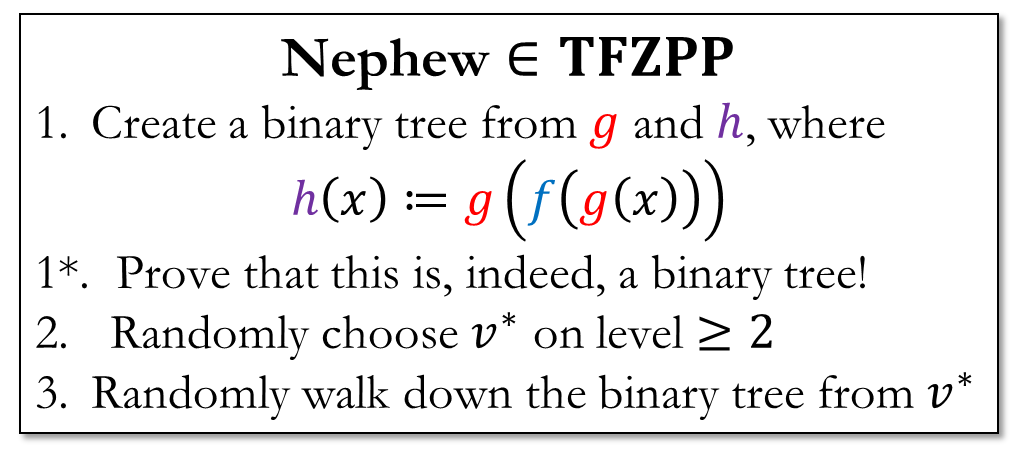 Nephew ∈ TFZPP
1. Create a binary tree from g and h, where
h(x) ≔ g(f(g(x)))
1*. Prove that this is, indeed, a binary tree!
2. Randomly choose v* on level ≥ 2
3. Randomly walk down the binary tree from v*